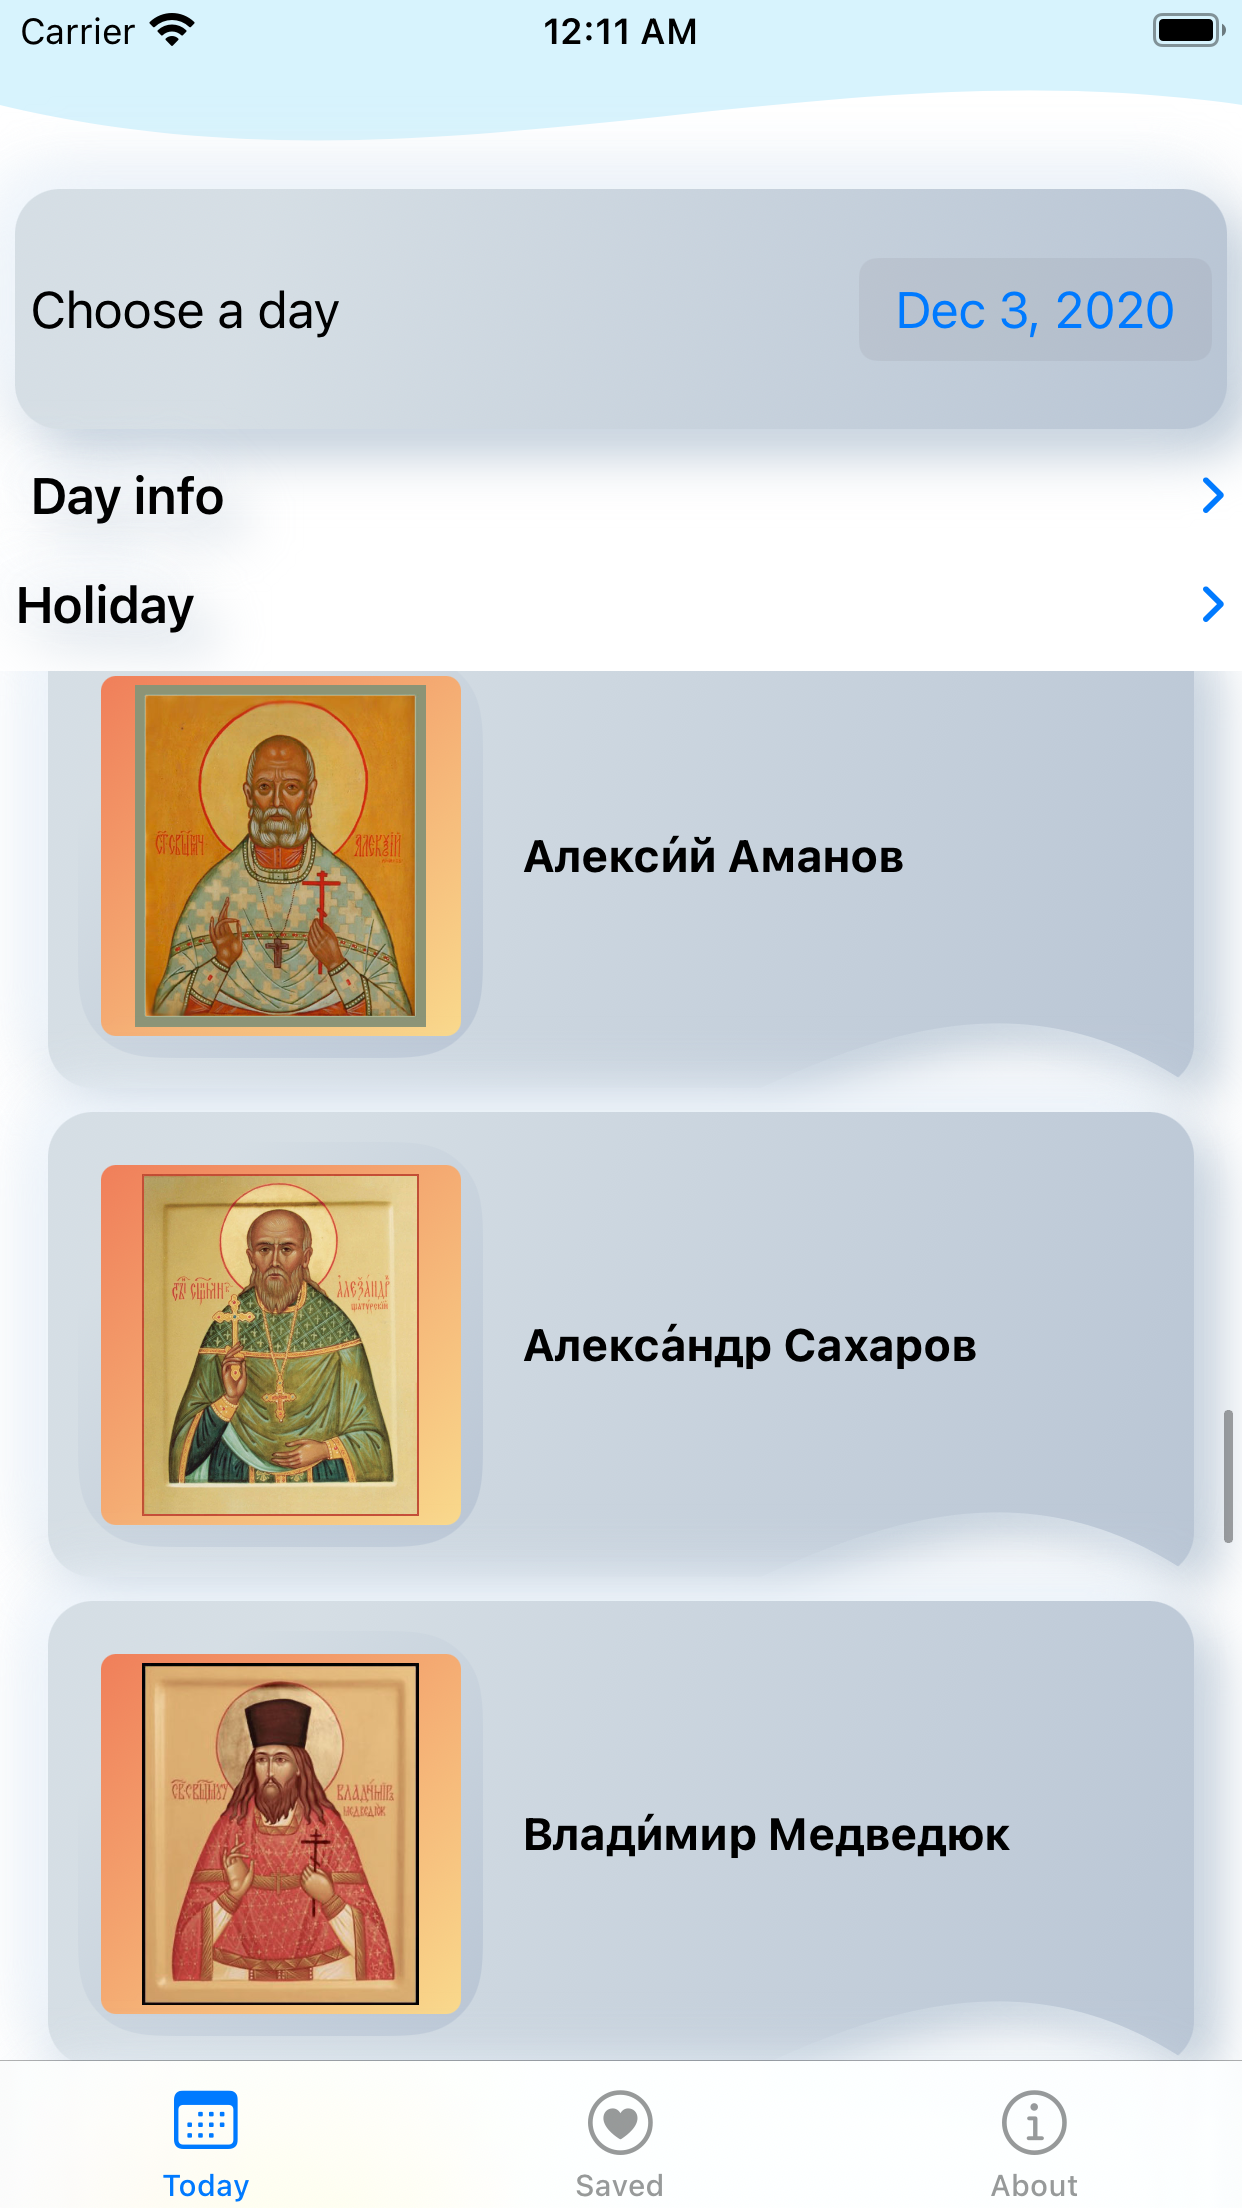 Carrier 12:11 AM
Choose a day Dec 3, 2020
Day info
Holiday
Алекси́й Аманов
Алекса́ндр Сахаров
Влади́мир Медведюк
Today Saved About